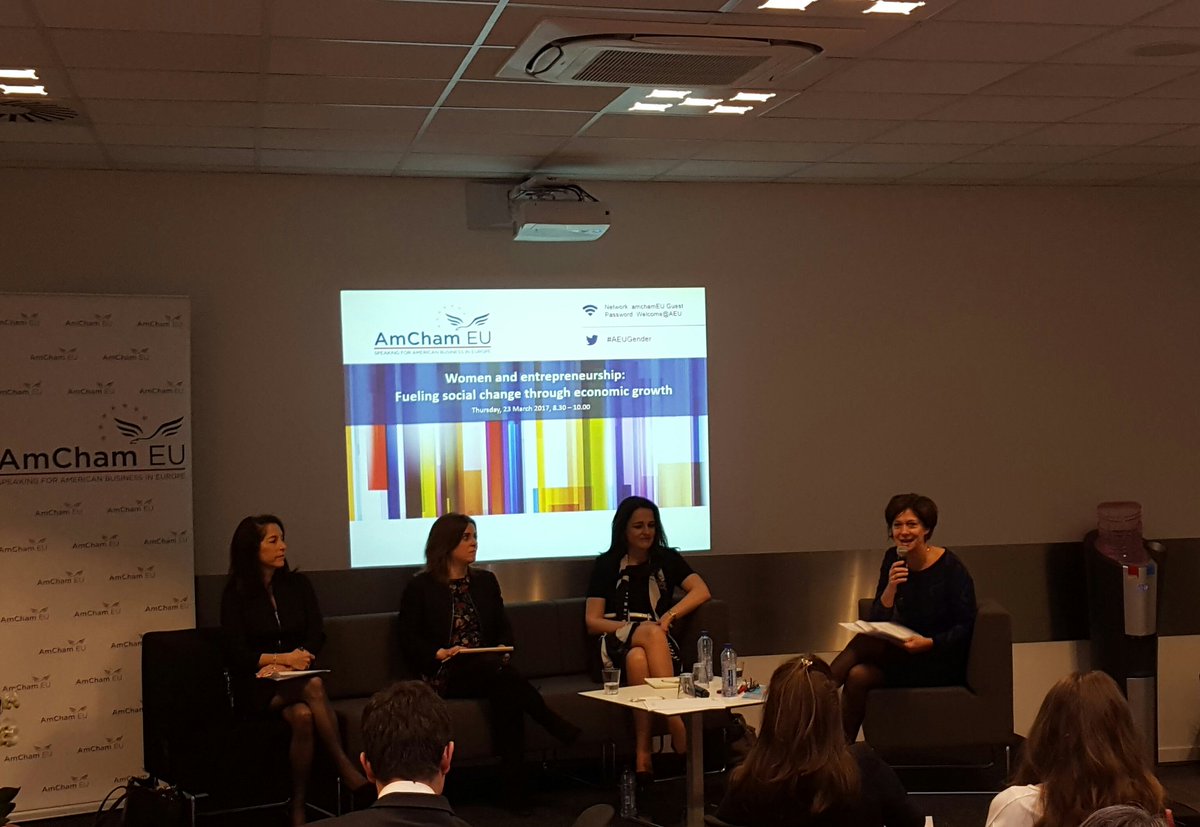 AmCham EU
SPEAKING FOR AMERICAN BUSINESS IN EUROPE
Network amchamEU Guest
Password Welcome@AEU
#AEUGender
Women and entrepreneurship:
Fueling social change through economic growth
Thursday, 23 March 2017, 8.30 – 10.00
AmCham EU
SPEAKING FOR AMERICAN BUSINESS IN EUROPE